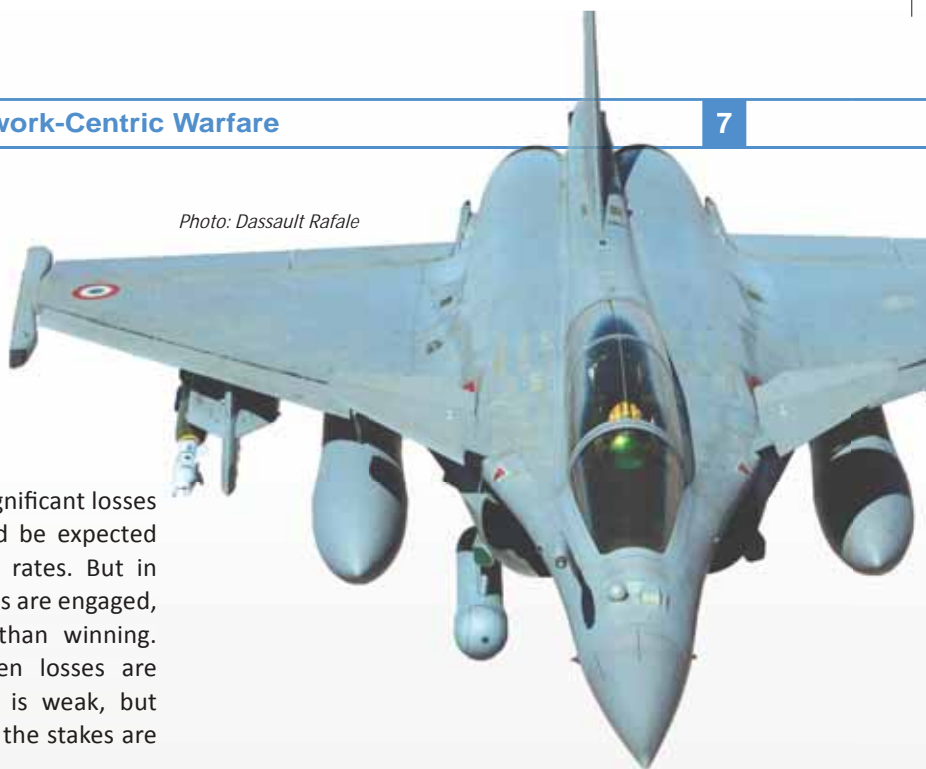 work-Centric Warfare
7
Photo: Dassault Rafale
gnificant losses
d be expected
rates. But in
s are engaged,
than winning.
en losses are
is weak, but
the stakes are